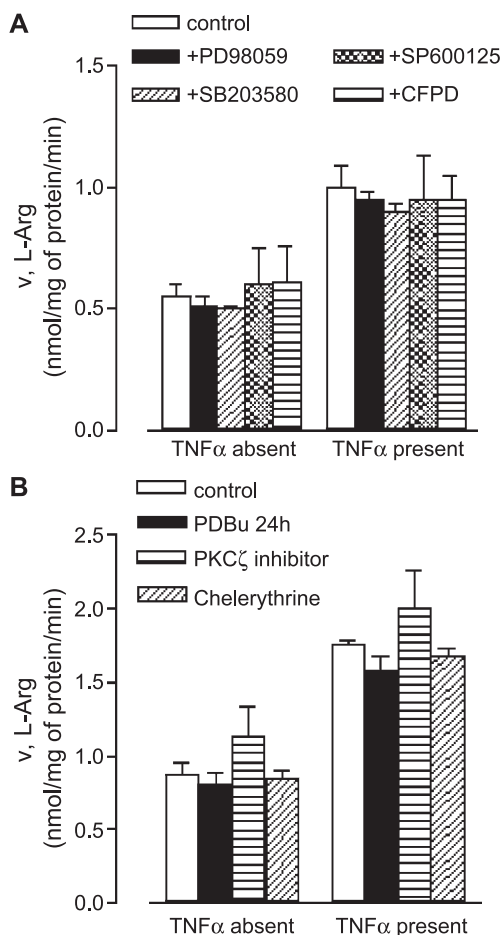 A
control
+PD98059 +SP600125
+SB203580 +CFPD
1.5
1.0
0.5
0.0
v, L-Arg
(nmol/mg of protein/min)
TNFα absent TNFα present
B
control
PDBu 24h
PKCζ inhibitor
Chelerythrine
2.5
2.0
1.5
1.0
0.5
0.0
v, L-Arg
(nmol/mg of protein/min)
TNFα absent TNFα present